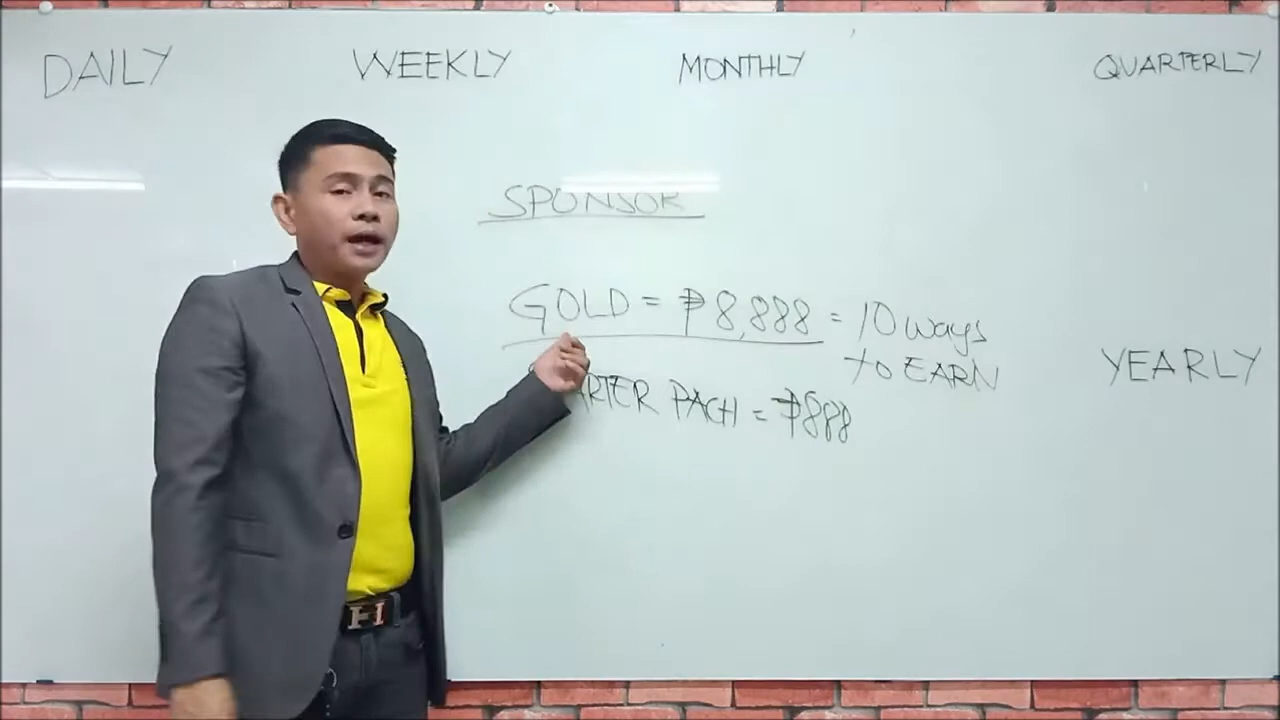 DAILY WEEKLY MONTHLY QUARTERLY
SPONSOR
GOLD = ₱8,888 = 10 ways
to EARN
YEARLY
PACH = ₱888
H